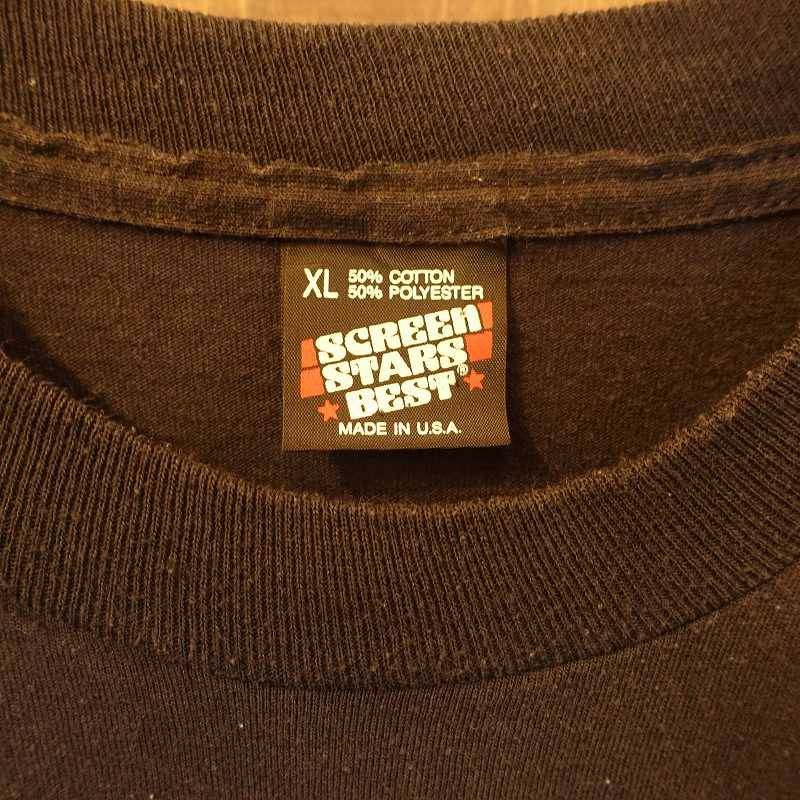 XL 50% COTTON
50% POLYESTER
SCREEN
STARS
BEST®
MADE IN U.S.A.